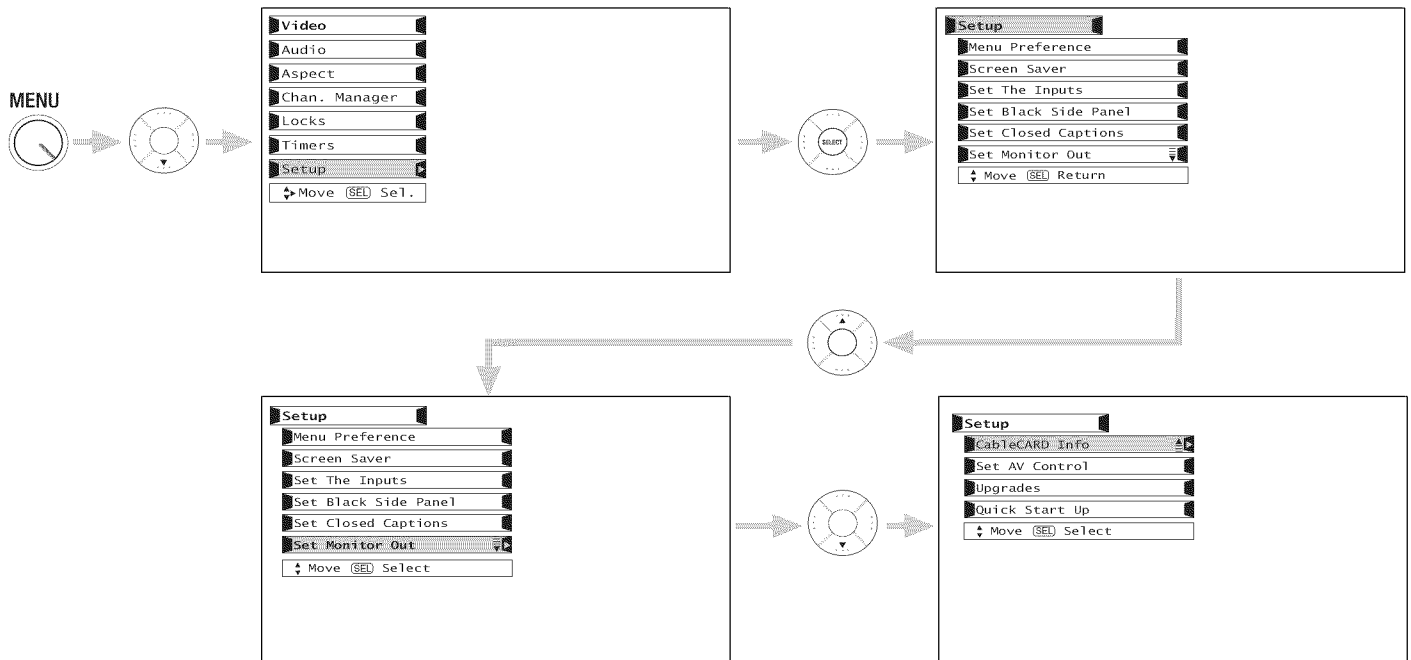 MENU
Video
Audio
Aspect
Chan. Manager
Locks
Timers
Setup
Move SEL Sel.
SELECT
Setup
Menu Preference
Screen Saver
Set The Inputs
Set Black Side Panel
Set Closed Captions
Set Monitor Out
Move SEL Return
Setup
Menu Preference
Screen Saver
Set The Inputs
Set Black Side Panel
Set Closed Captions
Set Monitor Out
Move SEL Select
Setup
CableCARD Info
Set AV Control
Upgrades
Quick Start Up
Move SEL Select